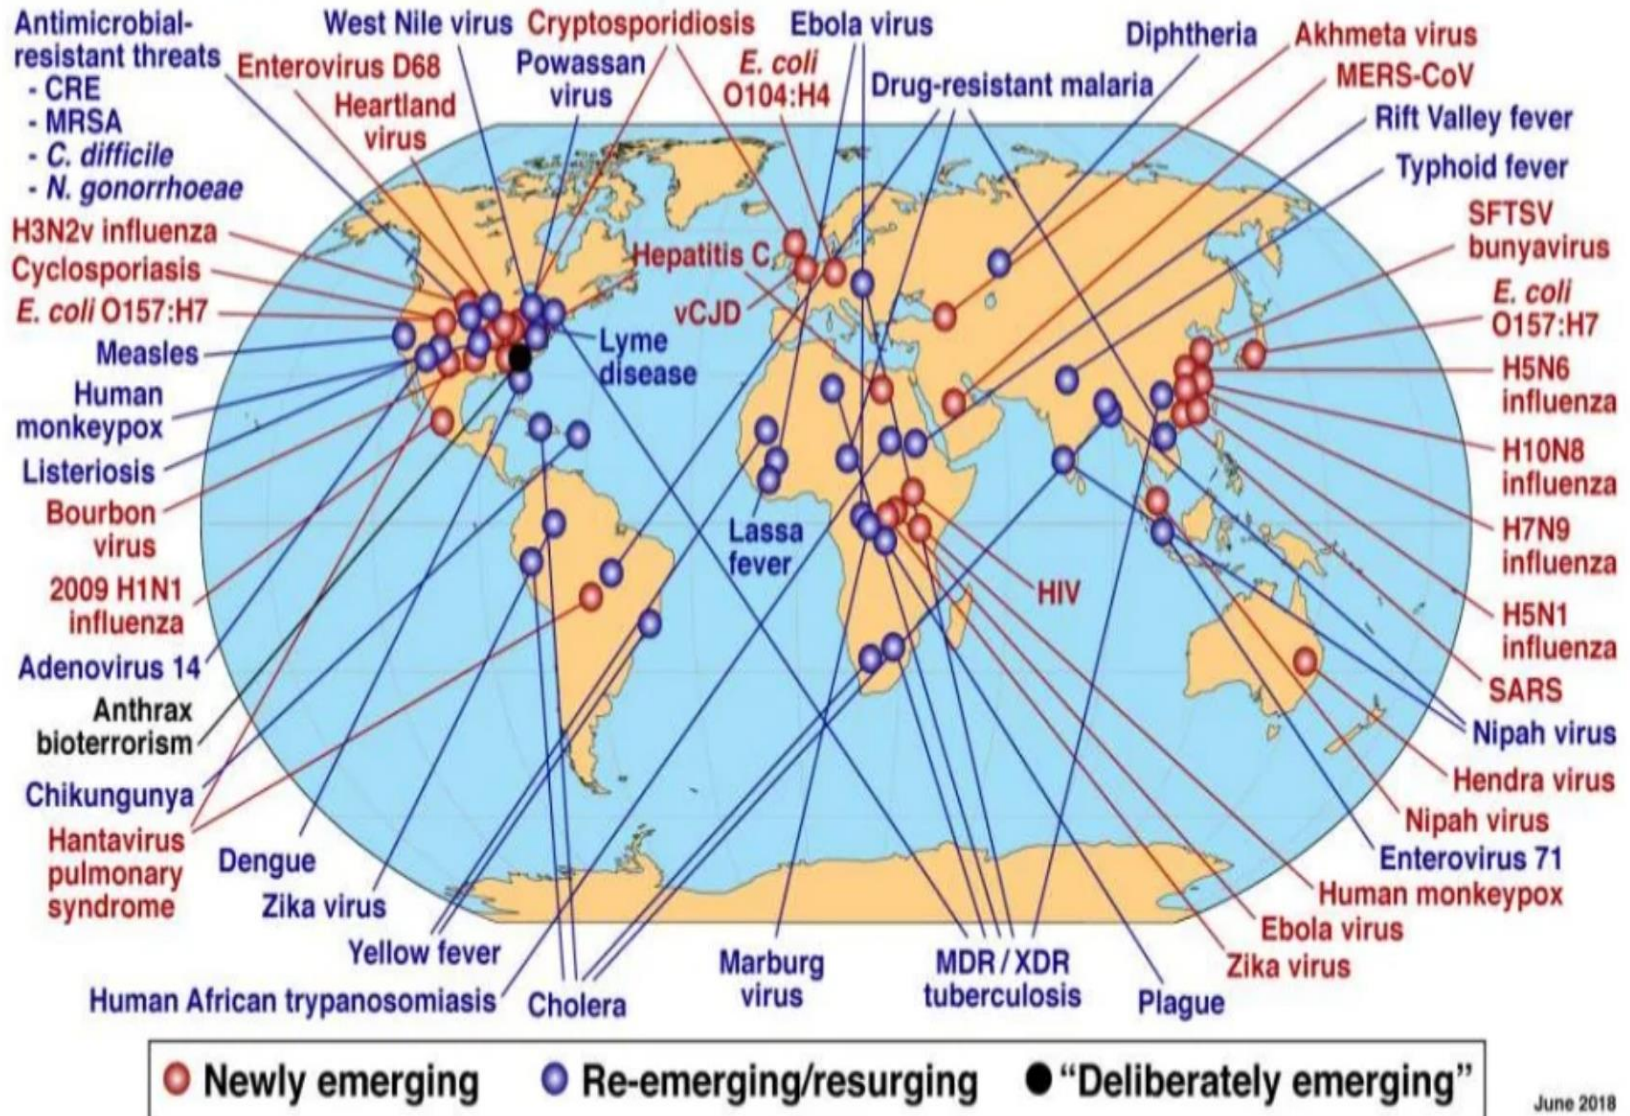 Antimicrobial-
resistant threats
- CRE
- MRSA
- C. difficile
- N. gonorrhoeae
West Nile virus
Cryptosporidiosis
Ebola virus
Diphtheria
Akhmeta virus
Enterovirus D68
Powassan
virus
E. coli
O104:H4
Drug-resistant malaria
MERS-CoV
Heartland
virus
Rift Valley fever
Typhoid fever
H3N2v influenza
Cyclosporiasis
E. coli O157:H7
Measles
Human
monkeypox
Listeriosis
Bourbon
virus
2009 H1N1
influenza
Adenovirus 14
Anthrax
bioterrorism
Chikungunya
Hantavirus
pulmonary
syndrome
Hepatitis C
vCJD
Lyme
disease
Lassa
fever
HIV
SFTSV
bunyavirus
E. coli
O157:H7
H5N6
influenza
H10N8
influenza
H7N9
influenza
H5N1
influenza
SARS
Nipah virus
Hendra virus
Nipah virus
Enterovirus 71
Human monkeypox
Ebola virus
Zika virus
Dengue
Zika virus
Yellow fever
Human African trypanosomiasis
Cholera
Marburg
virus
MDR/XDR
tuberculosis
Plague
Newly emerging
Re-emerging/resurging
"Deliberately emerging"
June 2018